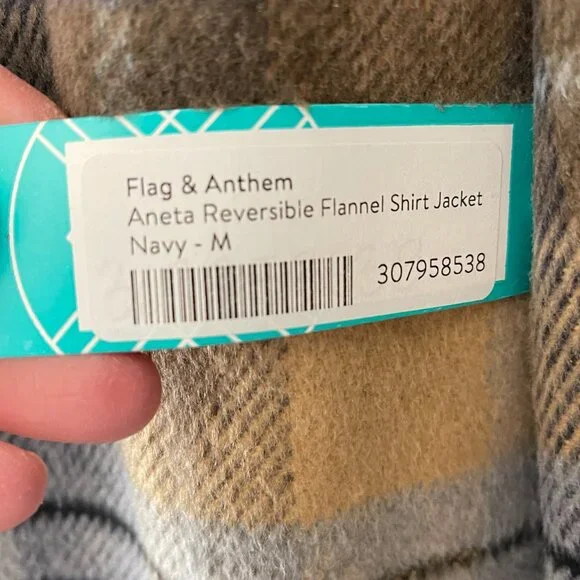 Flag & Anthem
Aneta Reversible Flannel Shirt Jacket
Navy - M
307958538